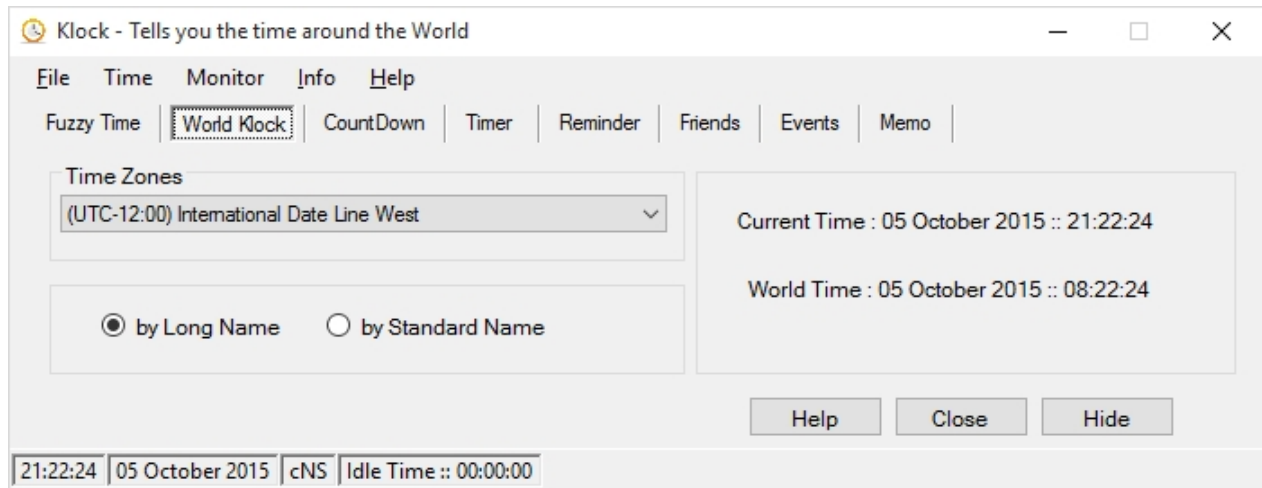 Klock - Tells you the time around the World
File Time Monitor Info Help
Fuzzy Time World Klock CountDown Timer Reminder Friends Events Memo
Time Zones
(UTC-12:00) International Date Line West
Current Time : 05 October 2015 :: 21:22:24
World Time : 05 October 2015 :: 08:22:24
by Long Name by Standard Name
Help Close Hide
21:22:24 05 October 2015 cNS Idle Time :: 00:00:00